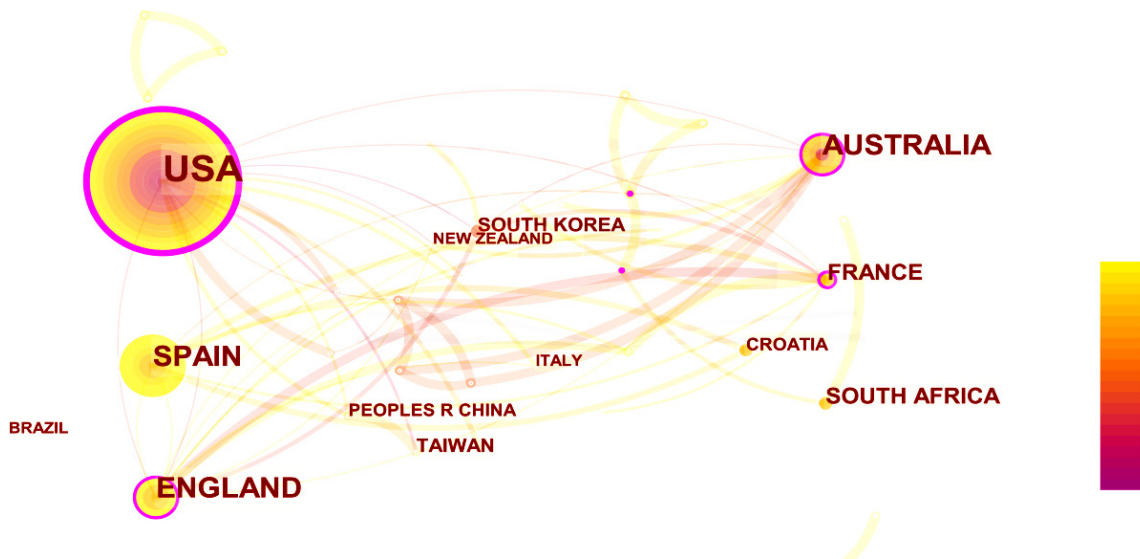 USA
AUSTRALIA
SOUTH KOREA
NEW ZEALAND
FRANCE
SPAIN
CROATIA
ITALY
SOUTH AFRICA
PEOPLES R CHINA
BRAZIL
TAIWAN
ENGLAND